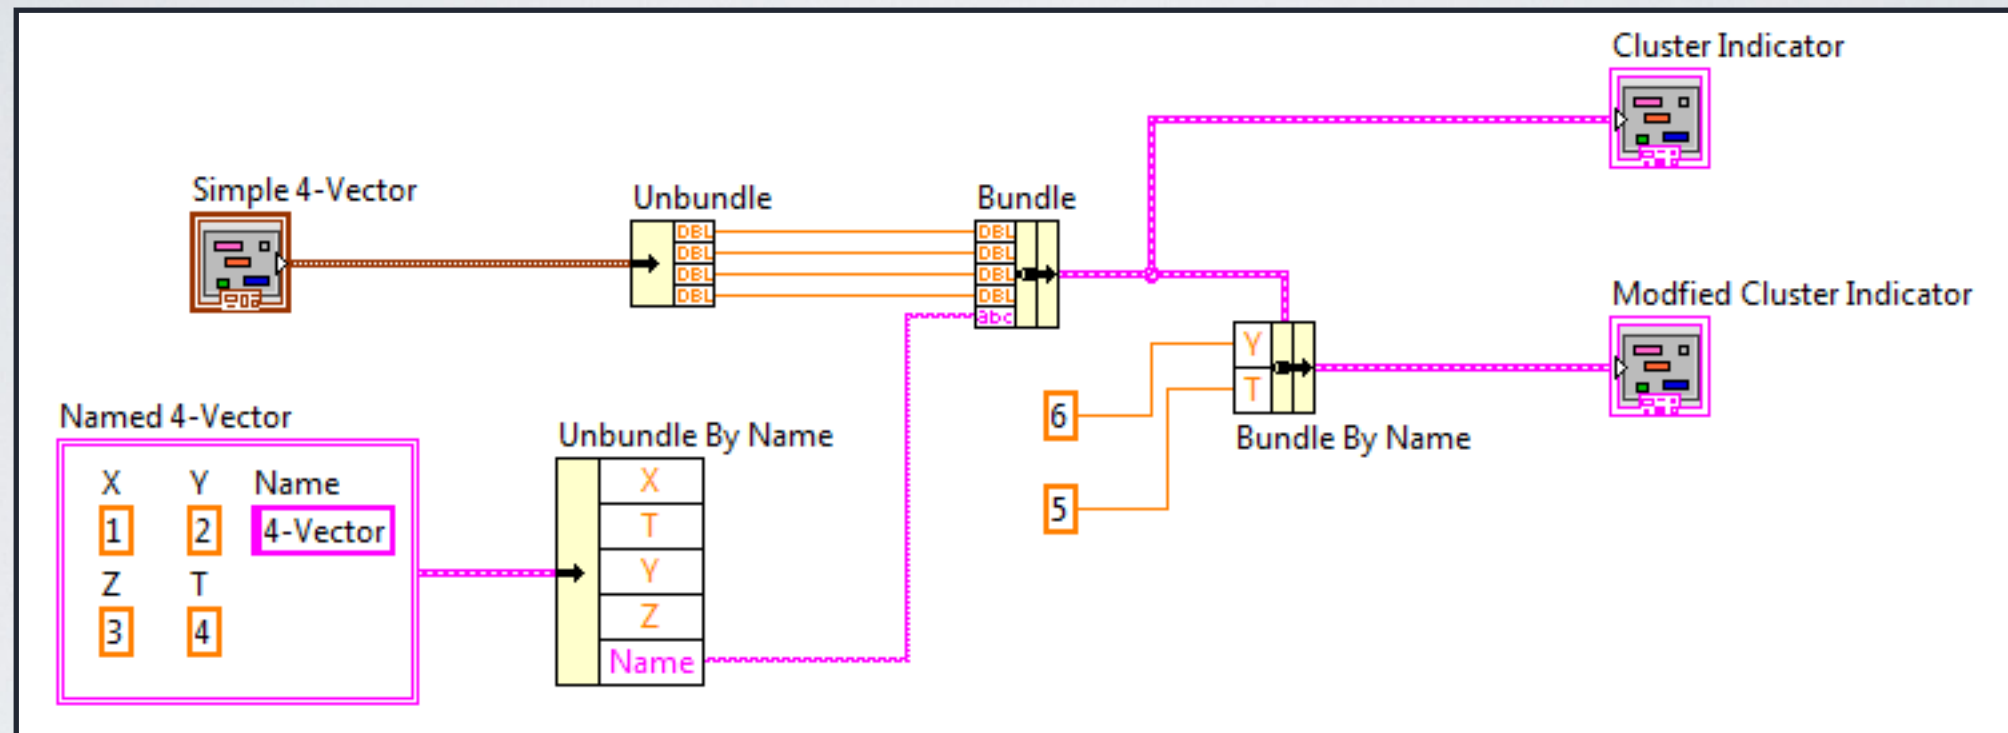 Cluster Indicator
Simple 4-Vector
Unbundle
DBL
DBL
DBL
DBL
Bundle
DBL
DBL
DBL
DBL
abc
Modfied Cluster Indicator
Y
T
Bundle By Name
6
5
Named 4-Vector
X Y Name
1 2 4-Vector
Z T
3 4
Unbundle By Name
X
T
Y
Z
Name